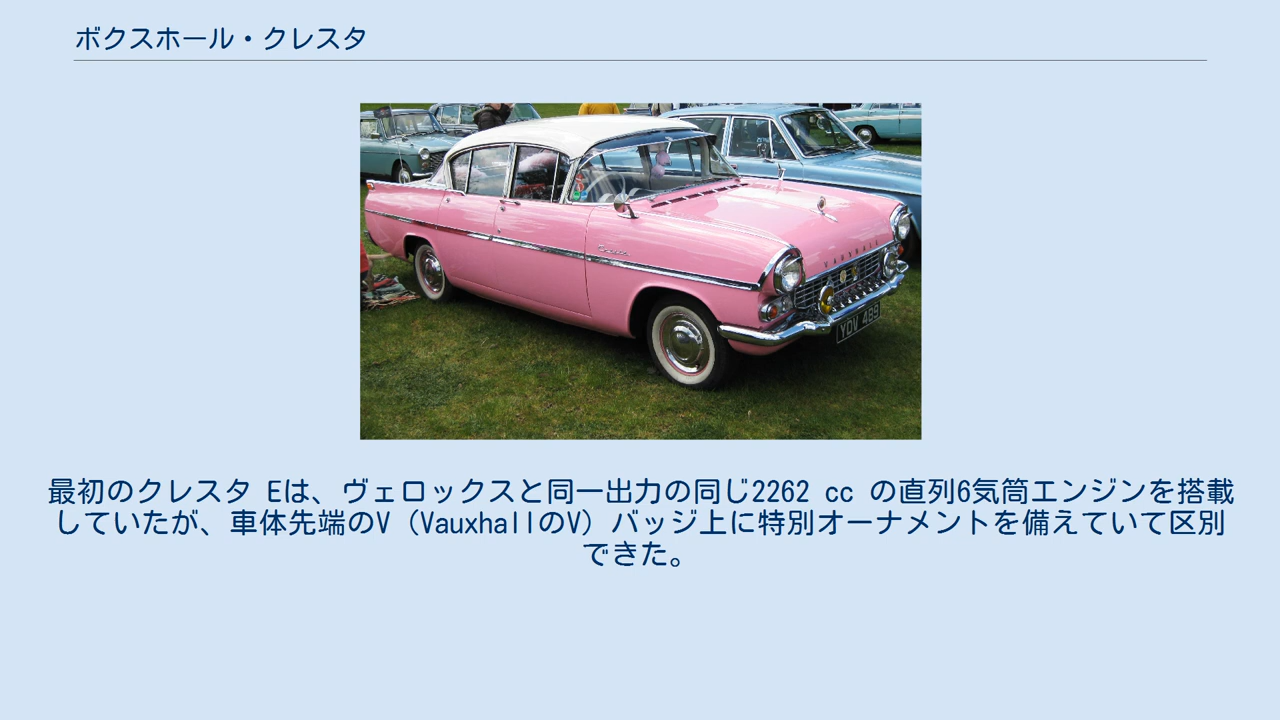 ボクスホール・クレスタ
VAUXHALL
Cresta
YDV 489
最初のクレスタ Eは、ヴェロックスと同一出力の同じ2262 cc の直列6気筒エンジンを搭載
していたが、車体先端のV（VauxhallのV）バッジ上に特別オーナメントを備えていて区別
できた。